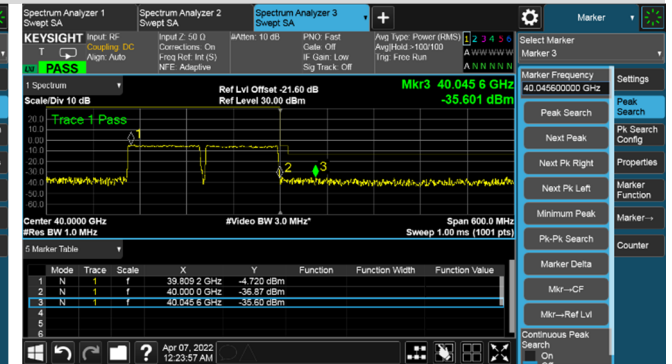 Spectrum Analyzer 1
Swept SA
Spectrum Analyzer 2
Swept SA
Spectrum Analyzer 3
Swept SA
Marker
KEYSIGHT
Input: RF
Coupling: DC
Align: Auto
Input Z: 50 Ω
Corrections: On
Freq Ref: Int (S)
NFE: Adaptive
#Atten: 10 dB
PNO: Fast
Gate: Off
IF Gain: Low
Sig Track: Off
Avg Type: Power (RMS)
Avg|Hold >100/100
Trig: Free Run
1 2 3 4 5 6
A W W W W W
A N N N N N
T
PASS
Select Marker
Marker 3
Marker Frequency
40.045600000 GHz
Settings
Peak Search
Peak Search
Next Peak
Pk Search Config
Next Pk Right
Properties
Next Pk Left
Marker Function
Minimum Peak
Marker→
Pk-Pk Search
Counter
Marker Delta
Mkr→CF
Mkr→Ref Lvl
Continuous Peak Search
On
1 Spectrum
Scale/Div 10 dB
Ref Lvl Offset -21.60 dB
Ref Level 30.00 dBm
Mkr3 40.045 6 GHz
-35.601 dBm
Trace 1 Pass
20.0
10.0
0.00
-10.0
-20.0
-30.0
-40.0
-50.0
-60.0
1
2
3
Center 40.0000 GHz
#Res BW 1.0 MHz
#Video BW 3.0 MHz*
Span 600.0 MHz
Sweep 1.00 ms (1001 pts)
5 Marker Table
Mode Trace Scale X Y Function Function Width Function Value
1 N 1 f 39.809 2 GHz -4.720 dBm
2 N 1 f 40.000 0 GHz -36.87 dBm
3 N 1 f 40.045 6 GHz -35.60 dBm
4
5
6
?
Apr 07, 2022
12:23:57 AM